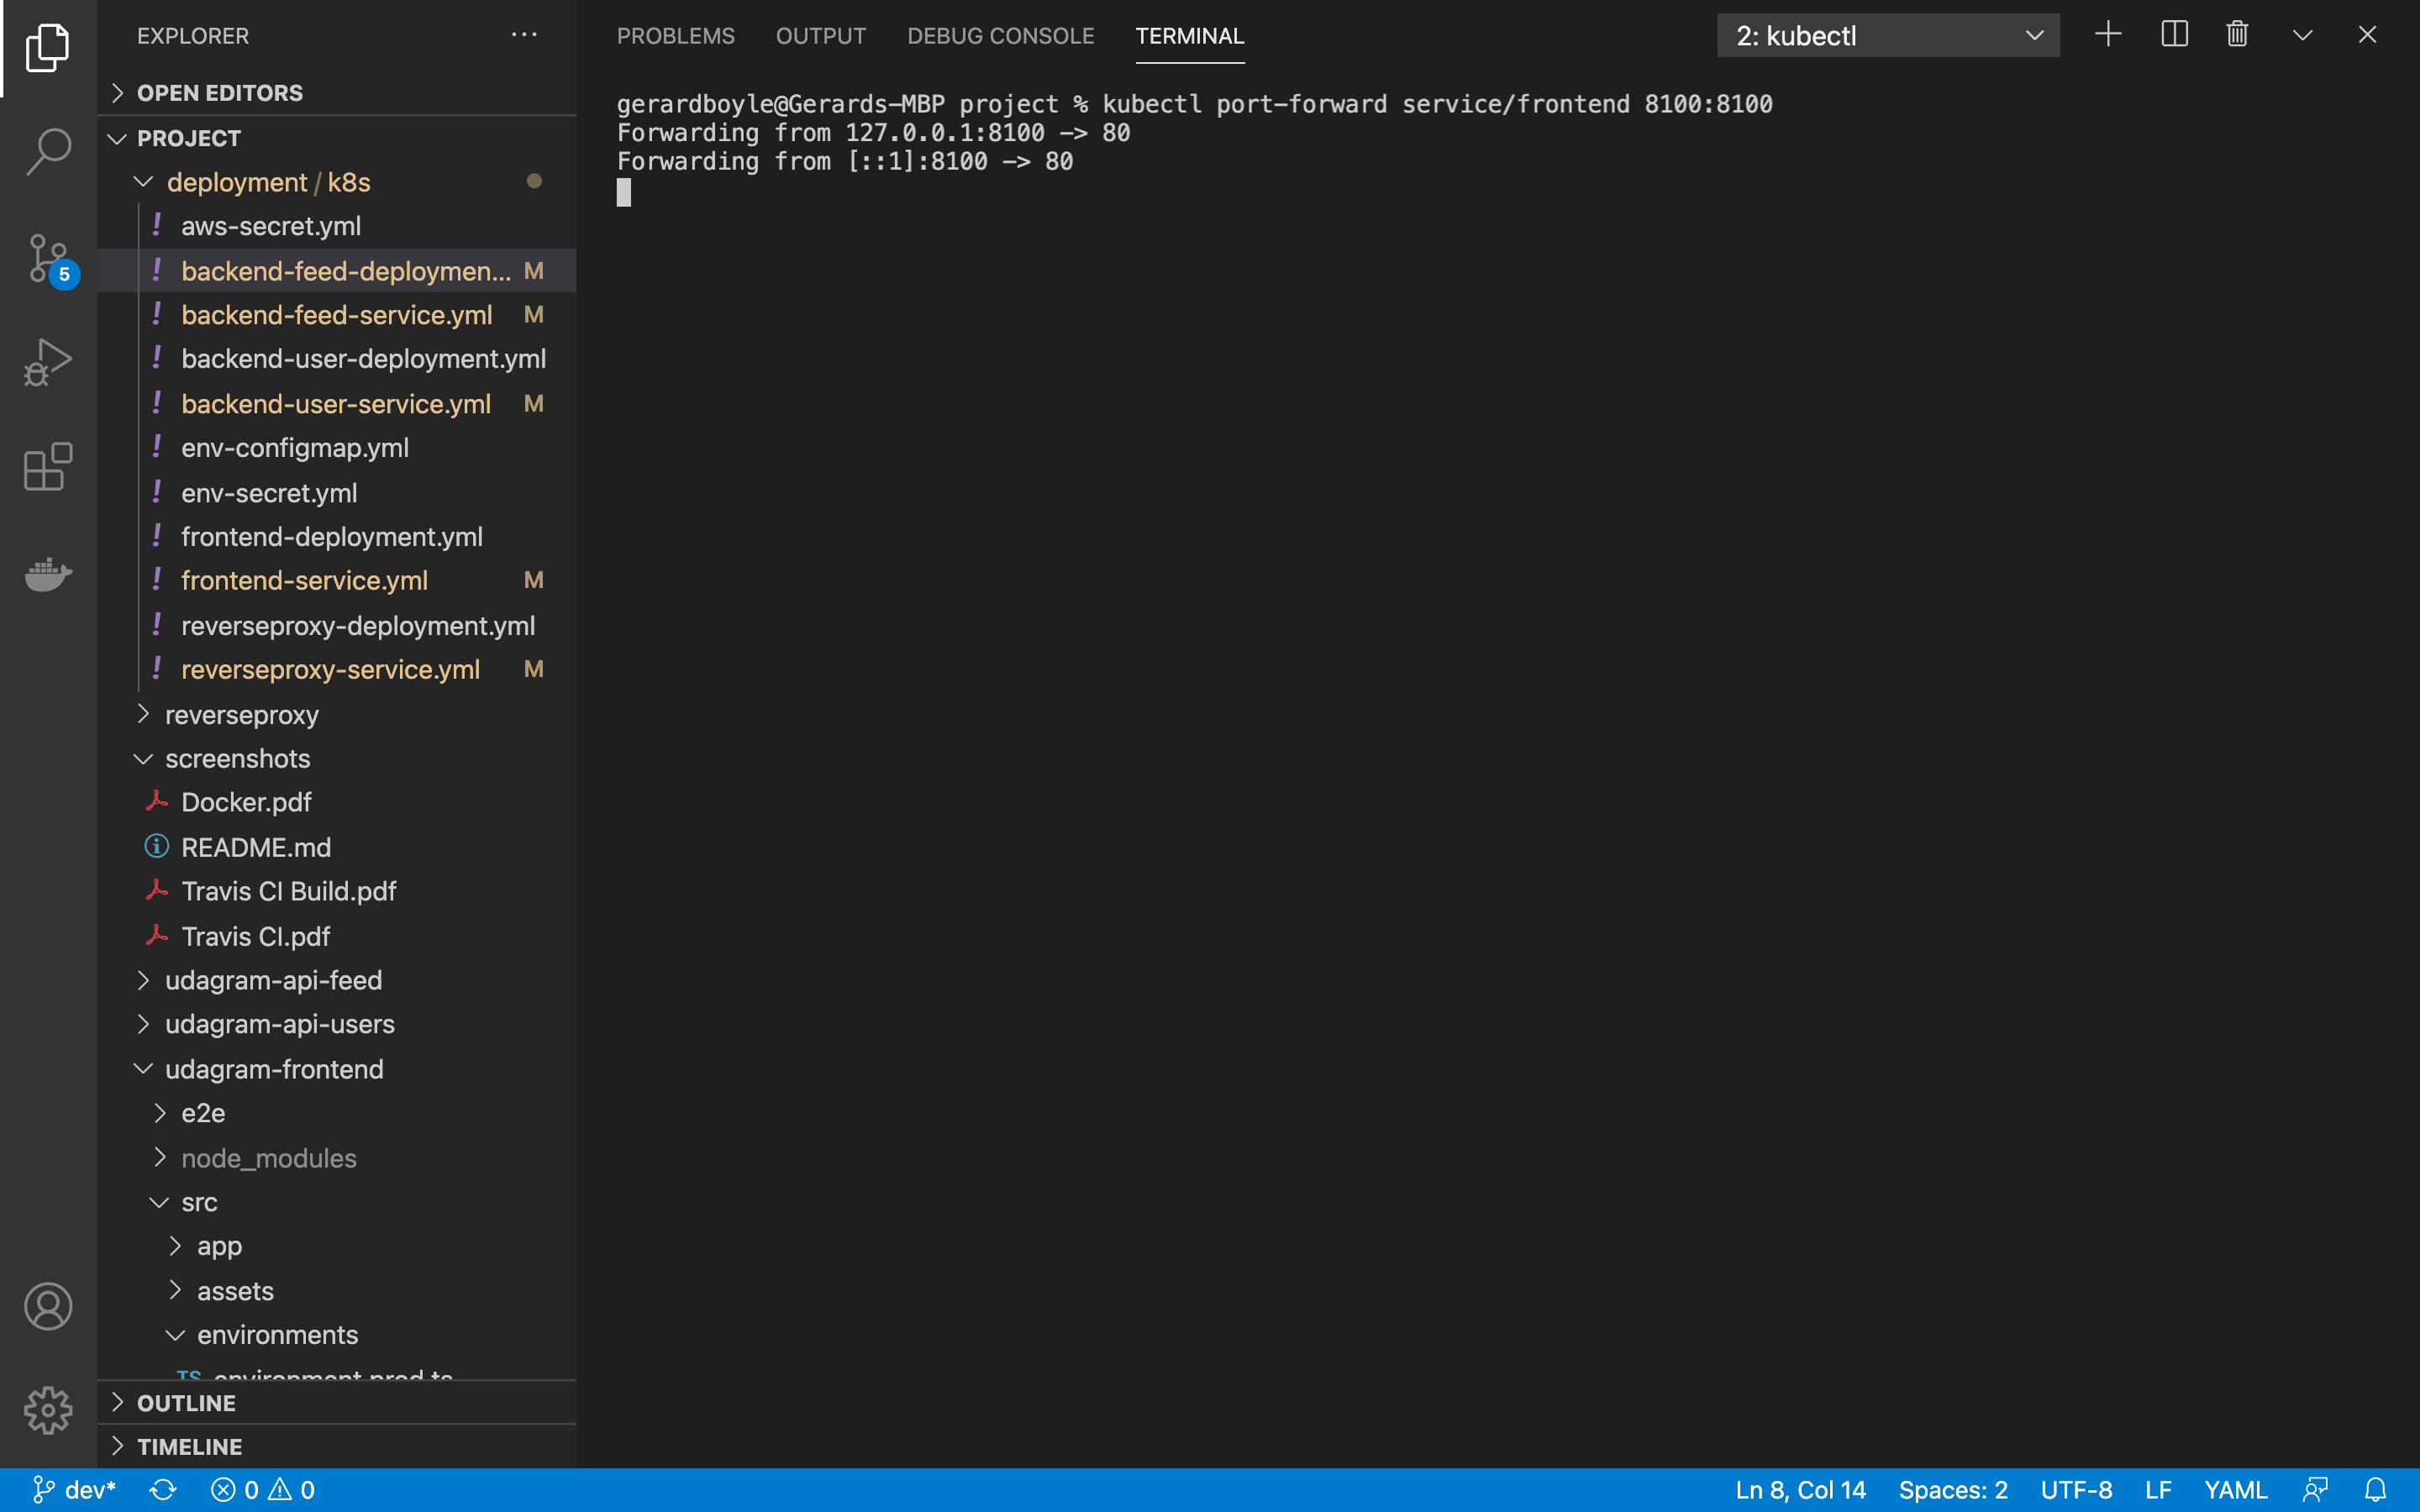 EXPLORER
OPEN EDITORS
PROJECT
deployment / k8s
! aws-secret.yml
! backend-feed-deploymen... M
! backend-feed-service.yml M
! backend-user-deployment.yml
! backend-user-service.yml M
! env-configmap.yml
! env-secret.yml
! frontend-deployment.yml
! frontend-service.yml M
! reverseproxy-deployment.yml
! reverseproxy-service.yml M
reverseproxy
screenshots
Docker.pdf
README.md
Travis CI Build.pdf
Travis CI.pdf
udagram-api-feed
udagram-api-users
udagram-frontend
e2e
node_modules
src
app
assets
environments
TS environment.prod.ts
OUTLINE
TIMELINE
5
PROBLEMS OUTPUT DEBUG CONSOLE TERMINAL
2: kubectl
gerardboyle@Gerards-MBP project % kubectl port-forward service/frontend 8100:8100
Forwarding from 127.0.0.1:8100 -> 80
Forwarding from [::1]:8100 -> 80
dev* 0 0 Ln 8, Col 14 Spaces: 2 UTF-8 LF YAML